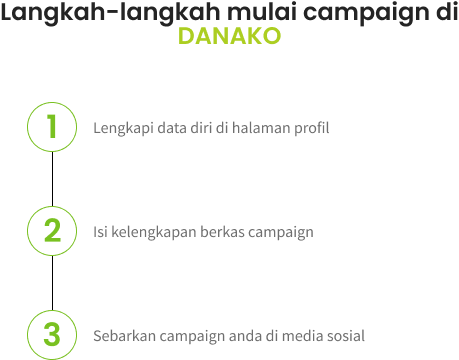 Langkah-langkah mulai campaign di
DANAKO
1
Lengkapi data diri di halaman profil
2
Isi kelengkapan berkas campaign
3
Sebarkan campaign anda di media sosial